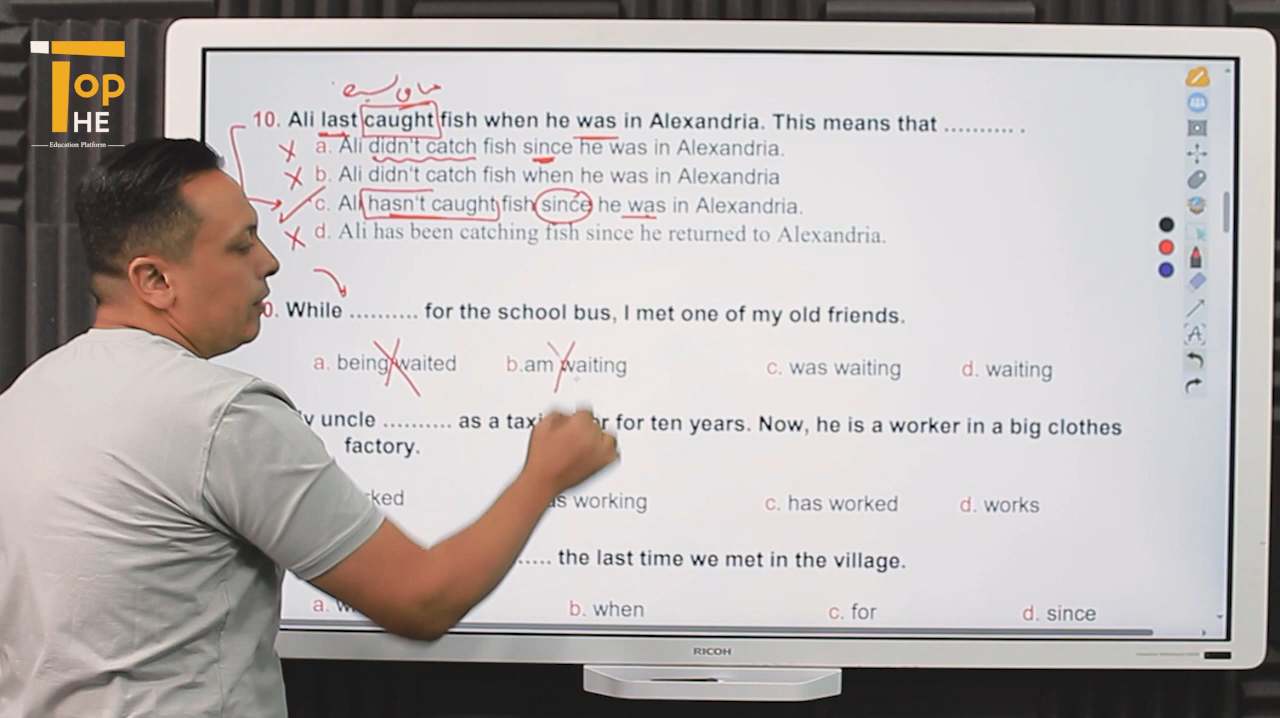 Top
HE
Education Platform
ماضي بسيط
10. Ali last caught fish when he was in Alexandria. This means that .......... .
a. Ali didn't catch fish since he was in Alexandria.
b. Ali didn't catch fish when he was in Alexandria
c. Ali hasn't caught fish since he was in Alexandria.
d. Ali has been catching fish since he returned to Alexandria.
0. While .......... for the school bus, I met one of my old friends.
a. being waited b.am waiting c. was waiting d. waiting
uncle .......... as a taxi for ten years. Now, he is a worker in a big clothes
factory.
working c. has worked d. works
..... the last time we met in the village.
a. b. when c. for d. since
RICOH